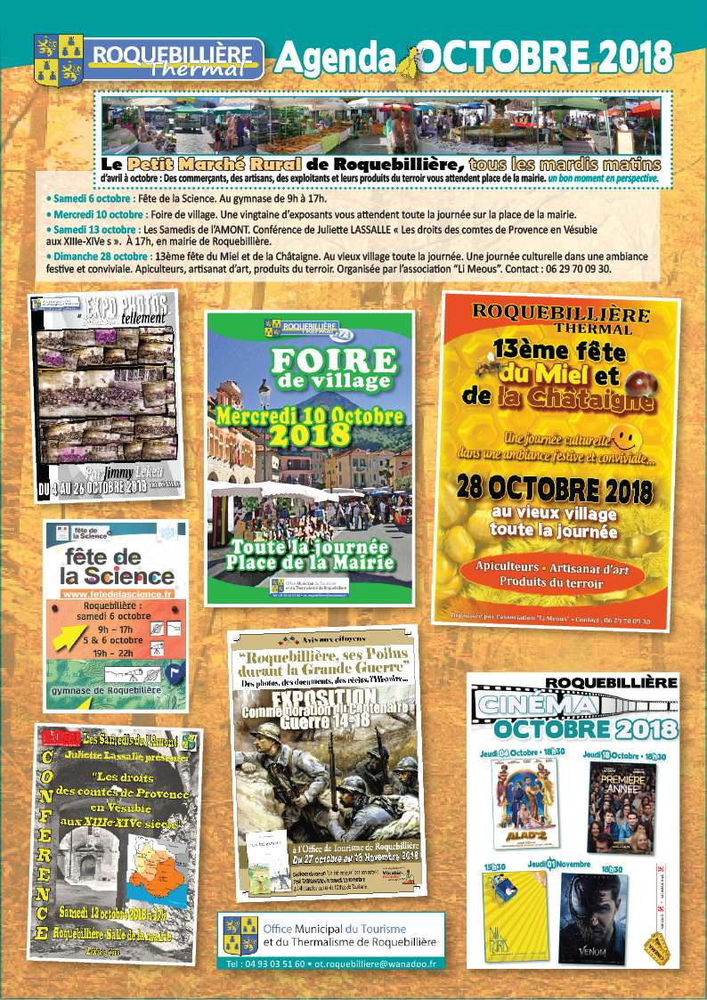 ROQUEBILLIÈRE
Thermal
Agenda OCTOBRE 2018
Le Petit Marché Rural de Roquebillière, tous les mardis matins
d'avril à octobre : Des commerçants, des artisans, des exploitants et leurs produits du terroir vous attendent place de la mairie. un bon moment en perspective.
• Samedi 6 octobre : Fête de la Science. Au gymnase de 9h à 17h.
• Mercredi 10 octobre : Foire de village. Une vingtaine d'exposants vous attendent toute la journée sur la place de la mairie.
• Samedi 13 octobre : Les Samedis de l'AMONT. Conférence de Juliette LASSALLE « Les droits des comtes de Provence en Vésubie
aux XIIIe-XIVe s ». À 17h, en mairie de Roquebillière.
• Dimanche 28 octobre : 13ème fête du Miel et de la Châtaigne. Au vieux village toute la journée. Une journée culturelle dans une ambiance
festive et conviviale. Apiculteurs, artisanat d'art, produits du terroir. Organisée par l'association "Li Meous". Contact : 06 29 70 09 30.
EXPO PHOTOS
tellement
Par Jimmy Lekeu
DU 4 AU 26 OCTOBRE 2018
ROQUEBILLIÈRE
Thermal
FOIRE
de village
Mercredi 10 Octobre
2018
Toute la journée
Place de la Mairie
Office Municipal du Tourisme
et du Thermalisme de Roquebillière
ROQUEBILLIÈRE
THERMAL
13ème fête
du Miel et
de la Châtaigne
Une journée culturelle
dans une ambiance festive et conviviale...
28 OCTOBRE 2018
au vieux village
toute la journée
Apiculteurs • Artisanat d'art
Produits du terroir
Organisée par l'association "Li Meous" • Contact : 06 29 70 09 30
fête de
la Science
fête de
la Science
www.fetedelascience.fr
Roquebillière :
samedi 6 octobre
9h – 17h
5 & 6 octobre
19h – 22h
gymnase de Roquebillière
Les Samedis de l'Amont
Juliette Lassalle présente
CONFERENCE
"Les droits
des comtes de Provence
en Vésubie
aux XIIIe-XIVe siècle"
Samedi 13 octobre 2018 à 17h
Roquebillière Salle de la mairie
Avis aux citoyens
"Roquebillière, ses Poilus
durant la Grande Guerre"
Des photos, des documents, des récits, l'Histoire...
EXPOSITION
Commémoration du Centenaire
Guerre 14-18
à l'Office de Tourisme de Roquebillière
Du 27 octobre au 16 Novembre 2018
ROQUEBILLIÈRE
CINÉMA
OCTOBRE 2018
Jeudi 04 Octobre • 18h30
Jeudi 18 Octobre • 18h30
ALAD'2
PREMIÈRE
ANNÉE
15h30
Jeudi 01 Novembre
18h30
VENOM
CINÉMA
Office Municipal du Tourisme
et du Thermalisme de Roquebillière
Tel : 04 93 03 51 60 • ot.roquebilliere@wanadoo.fr